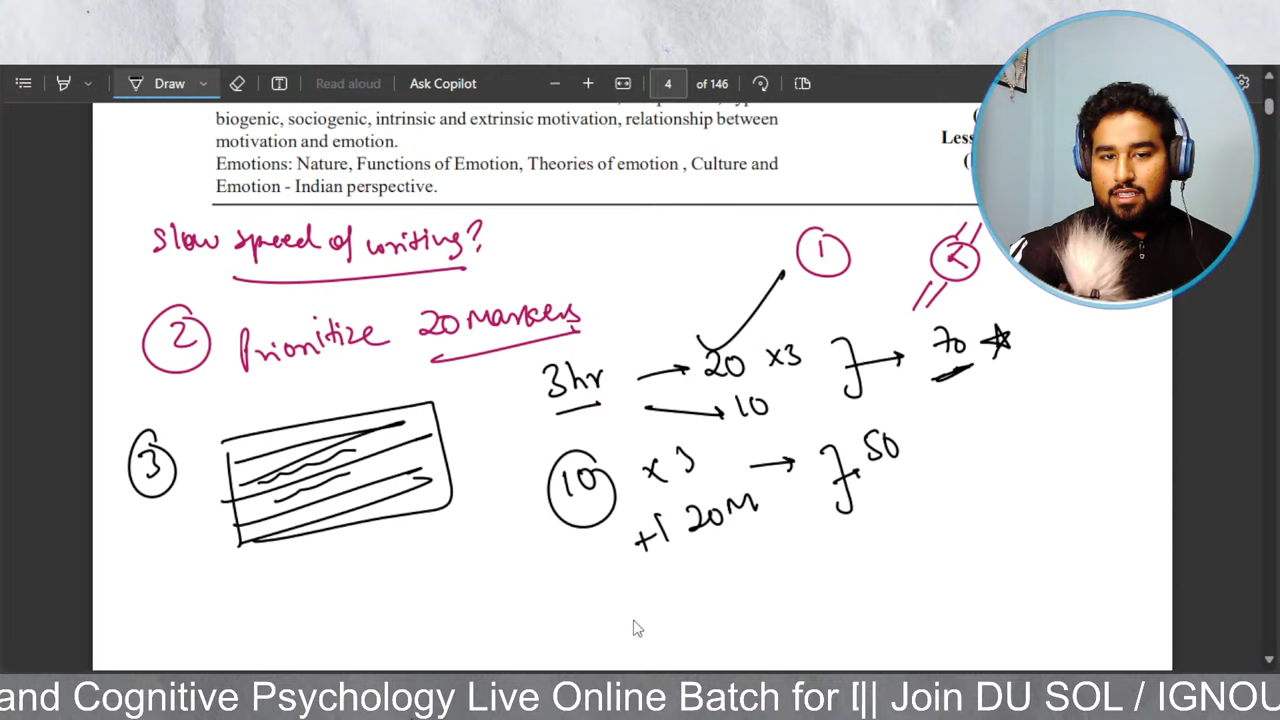 Draw
Read aloud
Ask Copilot
4 of 146
biogenic, sociogenic, intrinsic and extrinsic motivation, relationship between
motivation and emotion.
Emotions: Nature, Functions of Emotion, Theories of emotion , Culture and
Emotion - Indian perspective.
Less
(
slow speed of writing?
1
2
2 Prioritize 20 Markers
3hr → 20 x3 } → 70
→ 10
3
10 x 3 → } 50
+1 20M
and Cognitive Psychology Live Online Batch for [|| Join DU SOL / IGNOU